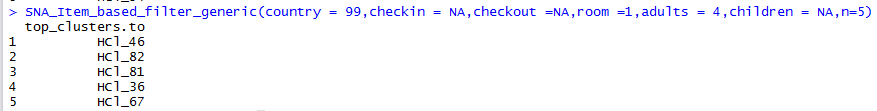 > SNA_Item_based_filter_generic(country = 99,checkin = NA,checkout =NA,room =1,adults = 4,children = NA,n=5)
top_clusters.to
1 HCl_46
2 HCl_82
3 HCl_81
4 HCl_36
5 HCl_67